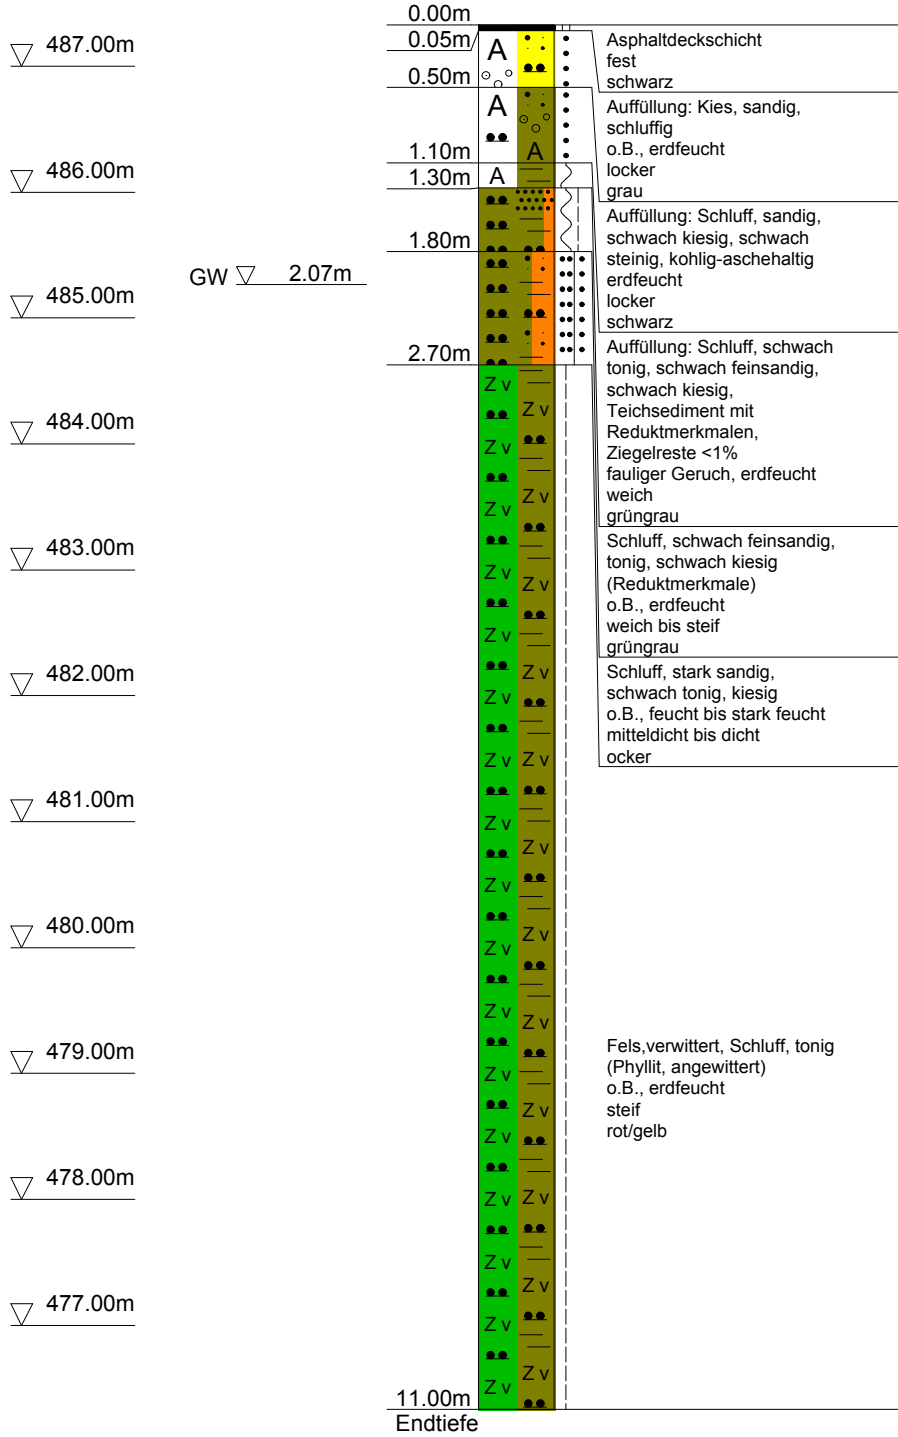 0.00m
487.00m
0.05m
A
Asphaltdeckschicht
fest
schwarz
0.50m
A
Auffüllung: Kies, sandig,
schluffig
o.B., erdfeucht
locker
grau
A
1.10m
486.00m
1.30m
A
Auffüllung: Schluff, sandig,
schwach kiesig, schwach
steinig, kohlig-aschehaltig
erdfeucht
locker
schwarz
1.80m
GW 2.07m
485.00m
2.70m
Auffüllung: Schluff, schwach
tonig, schwach feinsandig,
schwach kiesig,
Teichsediment mit
Reduktmerkmalen,
Ziegelreste <1%
fauliger Geruch, erdfeucht
weich
grüngrau
Z v
Z v
484.00m
Z v
Z v
Z v
483.00m
Schluff, schwach feinsandig,
tonig, schwach kiesig
(Reduktmerkmale)
o.B., erdfeucht
weich bis steif
grüngrau
Z v
Z v
Z v
482.00m
Schluff, stark sandig,
schwach tonig, kiesig
o.B., feucht bis stark feucht
mitteldicht bis dicht
ocker
Z v
Z v
Z v Z v
481.00m
Z v
Z v
Z v
480.00m
Z v
Z v
Z v
Z v
479.00m
Fels,verwittert, Schluff, tonig
(Phyllit, angewittert)
o.B., erdfeucht
steif
rot/gelb
Z v
Z v
Z v
478.00m
Z v Z v
Z v
Z v
477.00m
Z v
Z v
Z v
11.00m
Endtiefe